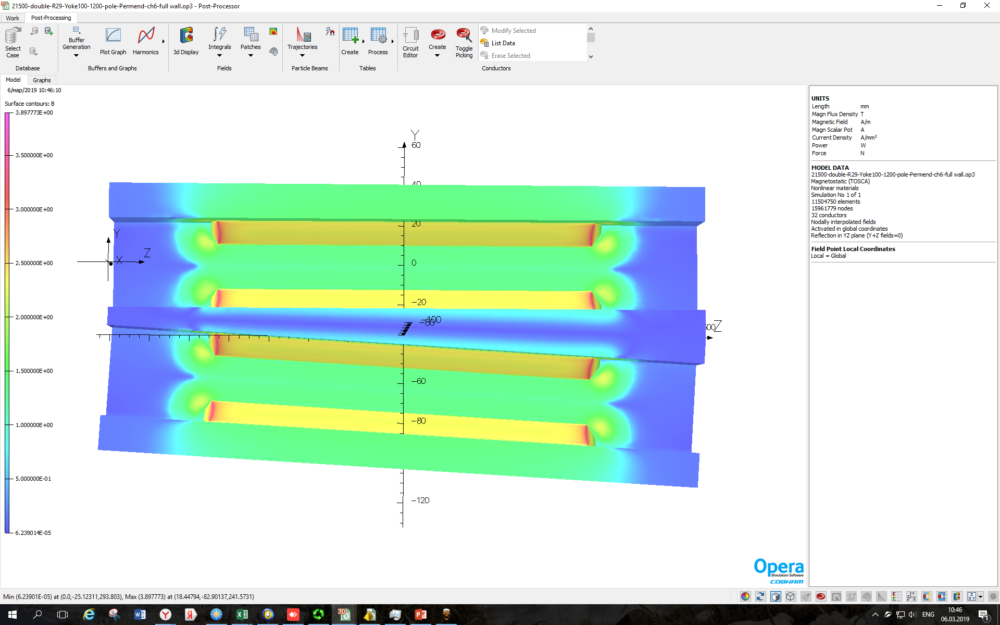 21500-double-R29-Yoke100-1200-pole-Permend-ch6-full wall.op3 - Post-Processor
Work
Post-Processing
Select Case
Database
Buffer Generation
Plot Graph
Harmonics
Buffers and Graphs
3d Display
Integrals
Patches
Fields
Trajectories
Particle Beams
Create
Process
Tables
Circuit Editor
Create
Toggle Picking
Modify Selected
List Data
Erase Selected
Conductors
Model
Graphs
6/мар/2019 10:46:10
Surface contours: B
3.897773E+00
3.500000E+00
3.000000E+00
2.500000E+00
2.000000E+00
1.500000E+00
1.000000E+00
5.000000E-01
6.239014E-05
Y
60
40
20
0
-20
-60
-80
-120
Y
Z
X
Z
UNITS
Length mm
Magn Flux Density T
Magnetic Field A/m
Magn Scalar Pot A
Current Density A/mm²
Power W
Force N
MODEL DATA
21500-double-R29-Yoke100-1200-pole-Permend-ch6-full wall.op3
Magnetostatic (TOSCA)
Nonlinear materials
Simulation No 1 of 1
11504750 elements
15961779 nodes
32 conductors
Nodally interpolated fields
Activated in global coordinates
Reflection in YZ plane (Y+Z fields=0)
Field Point Local Coordinates
Local = Global
Opera
Simulation Software
COBHAM
Min (6.23901E-05) at (0.0,-25.12311,293.803), Max (3.897773) at (18.44794,-82.90137,241.5731)
ENG
10:46
06.03.2019
1